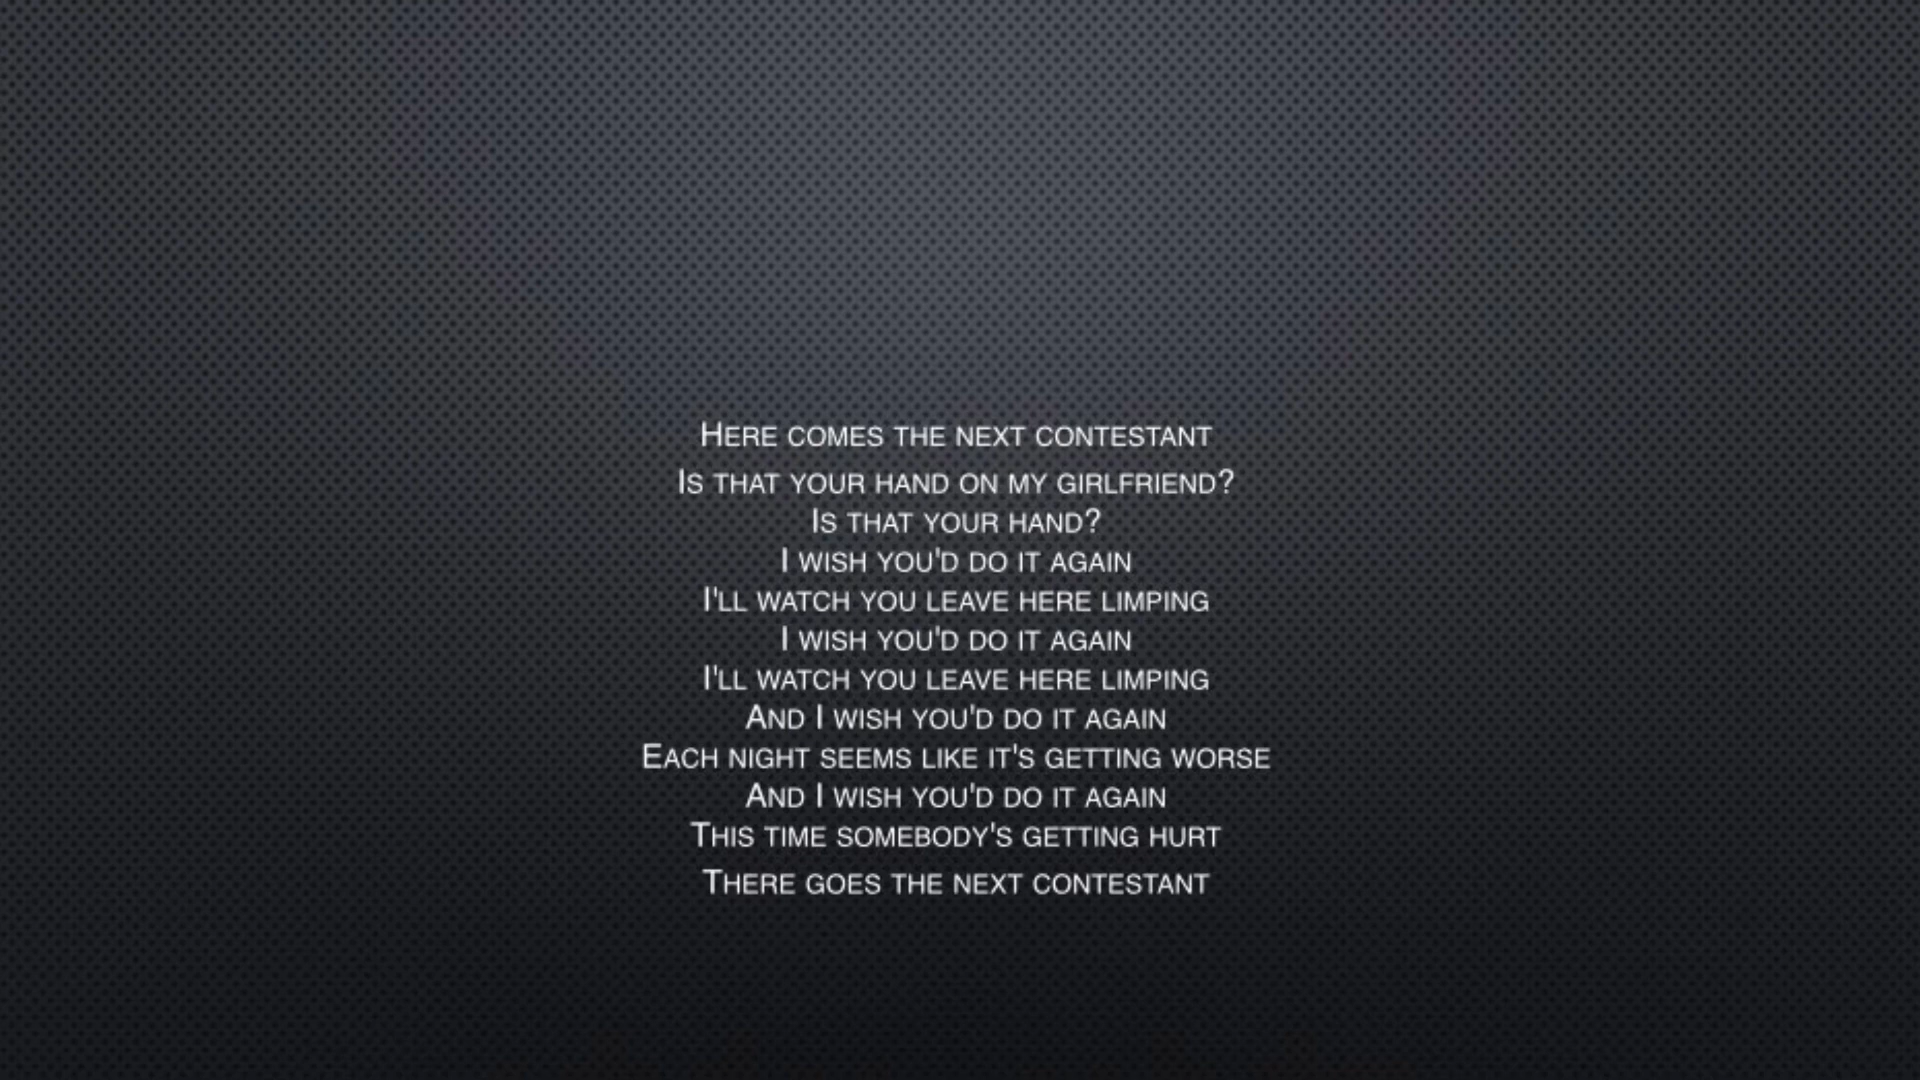 Here comes the next contestant
Is that your hand on my girlfriend?
Is that your hand?
I wish you'd do it again
I'll watch you leave here limping
I wish you'd do it again
I'll watch you leave here limping
And I wish you'd do it again
Each night seems like it's getting worse
And I wish you'd do it again
This time somebody's getting hurt
There goes the next contestant